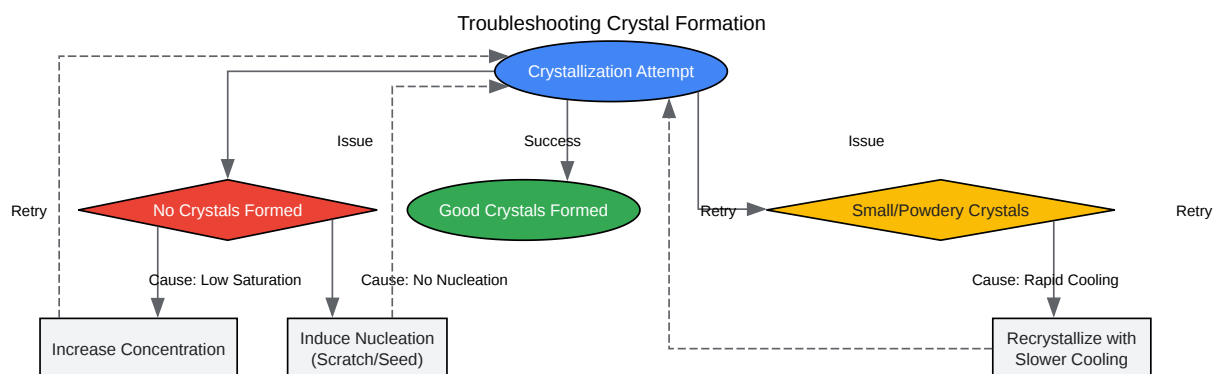 Troubleshooting Crystal Formation
Crystallization Attempt
Issue
Success
Issue
Retry
No Crystals Formed
Good Crystals Formed
Retry
Small/Powdery Crystals
Retry
Cause: Low Saturation
Cause: No Nucleation
Cause: Rapid Cooling
Increase Concentration
Induce Nucleation
(Scratch/Seed)
Recrystallize with
Slower Cooling